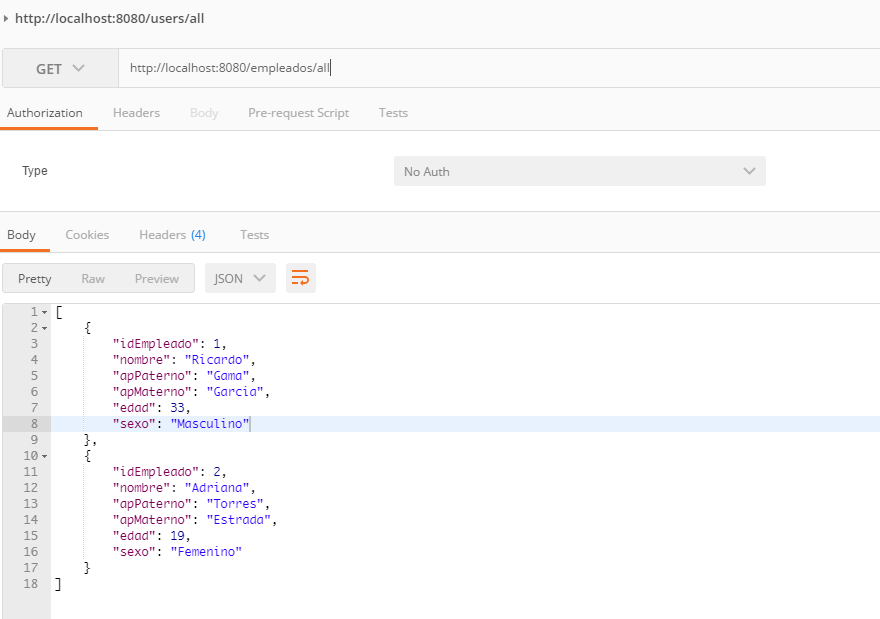 http://localhost:8080/users/all
GET http://localhost:8080/empleados/all
Authorization Headers Body Pre-request Script Tests
Type No Auth
Body Cookies Headers (4) Tests
Pretty Raw Preview JSON
1 [
2 {
3 "idEmpleado": 1,
4 "nombre": "Ricardo",
5 "apPaterno": "Gama",
6 "apMaterno": "Garcia",
7 "edad": 33,
8 "sexo": "Masculino"
9 },
10 {
11 "idEmpleado": 2,
12 "nombre": "Adriana",
13 "apPaterno": "Torres",
14 "apMaterno": "Estrada",
15 "edad": 19,
16 "sexo": "Femenino"
17 }
18 ]